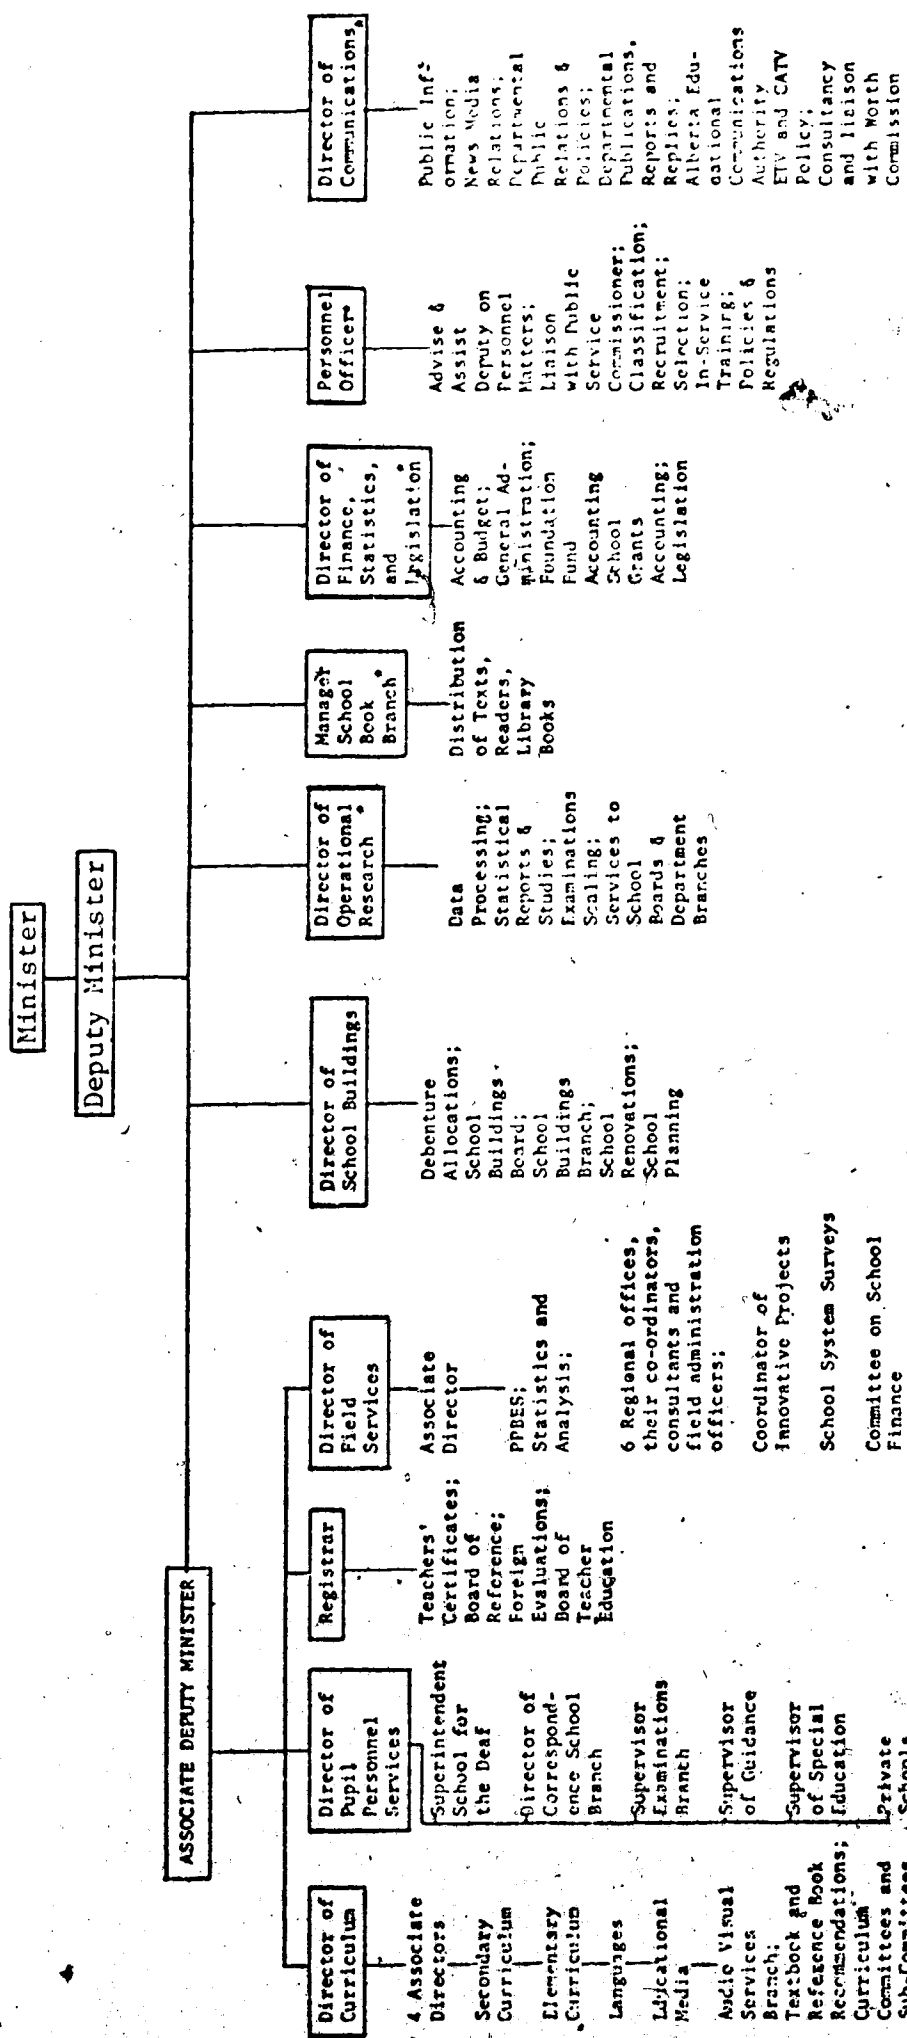 Minister
Deputy Minister
ASSOCIATE DEPUTY MINISTER
Director of
Curriculum
4 Associate
Directors
Secondary
Curriculum
Elementary
Curriculum
Languages
Educational
Media
Audio Visual
Services
Branch;
Textbook and
Reference Book
Recommendations;
Curriculum
Committees and
Sub-Committees
Director of
Pupil
Personnel
Services
Superintendent
School for
the Deaf
Director of
Correspond-
ence School
Branch
Supervisor
Examinations
Branch
Supervisor
of Guidance
Supervisor
of Special
Education
Private
Schools
Registrar
Teachers'
Certificates;
Board of
Reference;
Foreign
Evaluations;
Board of
Teacher
Education
Director of
Field
Services
Associate
Director
PPBES;
Statistics and
Analysis;
6 Regional offices,
their co-ordinators,
consultants and
field administration
officers;
Coordinator of
Innovative Projects
School System Surveys
Committee on School
Finance
Director of
School Buildings
Debenture
Allocations;
School
Buildings
Board;
School
Buildings
Branch;
School
Renovations;
School
Planning
Director of
Operational
Research *
Data
Processing;
Statistical
Reports &
Studies;
Examinations
Scaling;
Services to
School
Boards &
Department
Branches
Manager
School
Book
Branch*
Distribution
of Texts,
Readers,
Library
Books
Director of
Finance,
Statistics,
and
Legislation*
Accounting
& Budget;
General Ad-
ministration;
Foundation
Fund
Accounting
School
Grants
Accounting;
Legislation
Personnel
Officer*
Advise &
Assist
Deputy on
Personnel
Matters;
Liaison
with Public
Service
Commissioner;
Classification;
Recruitment;
Selection;
In-Service
Training;
Policies &
Regulations
Director of
Communications*
Public Inf-
ormation;
News Media
Relations;
Departmental
Public
Relations &
Policies;
Departmental
Publications,
Reports and
Replies;
Alberta Edu-
cational
Communications
Authority
ETV and CATV
Policy;
Consultancy
and liaison
with Worth
Commission